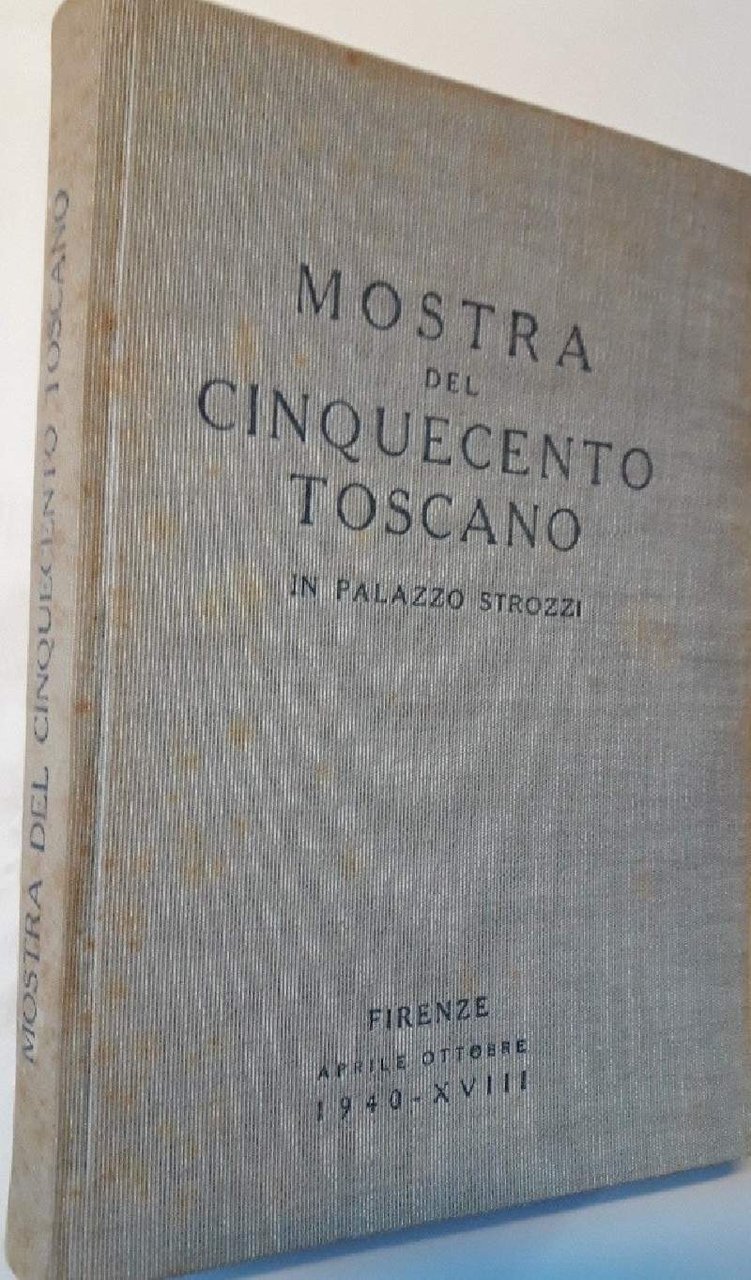 MOSTRA DEL CINQUECENTO TOSCANO
MOSTRA
DEL
CINQUECENTO
TOSCANO
IN PALAZZO STROZZI
FIRENZE
APRILE OTTOBRE
1940-XVIII